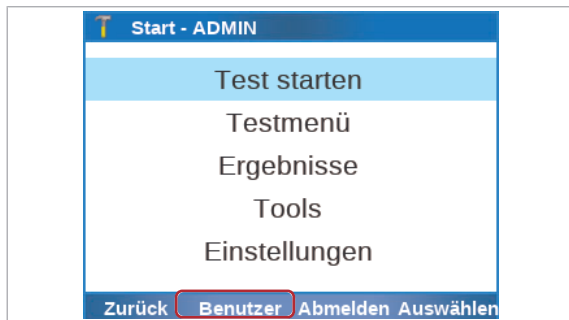 Start - ADMIN
Test starten
Testmenü
Ergebnisse
Tools
Einstellungen
Zurück Benutzer Abmelden Auswählen